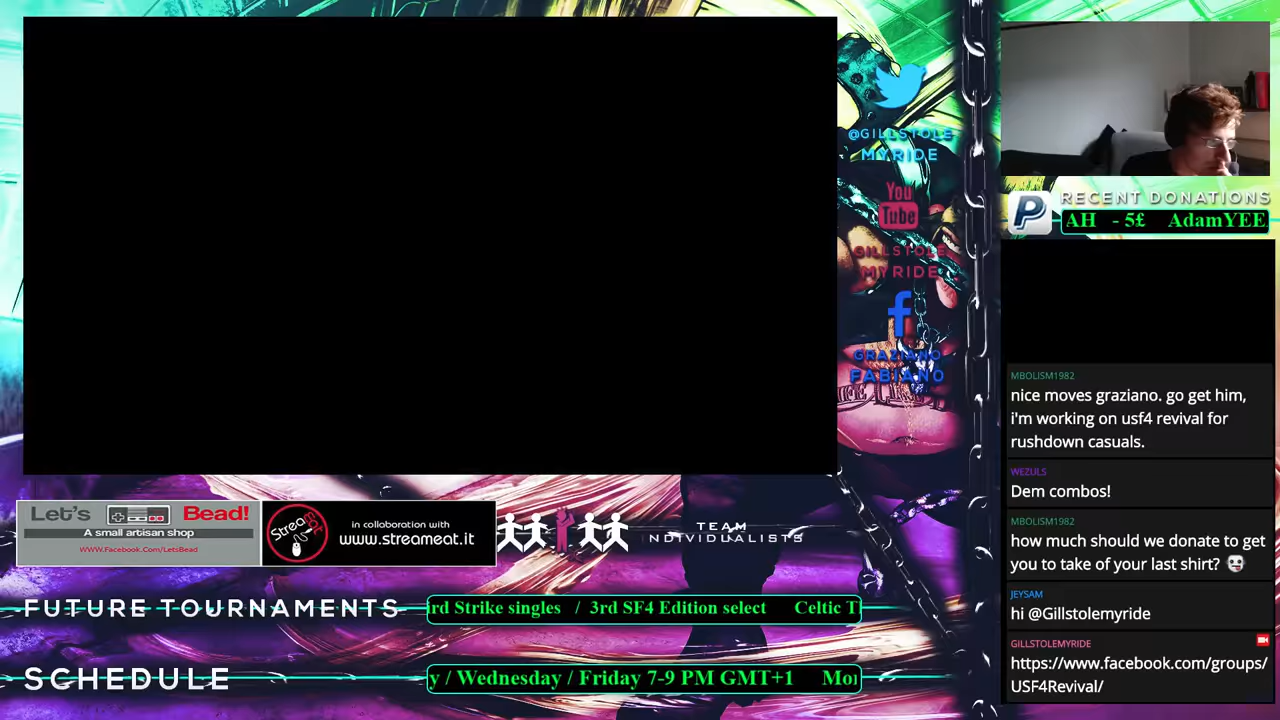 @GILLSTOLE
MYRIDE
You
Tube
GILLSTOLE
MYRIDE
GRAZIANO
FABIANO
RECENT DONATIONS
AH - 5£ AdamYEE
MBOLISM1982
nice moves graziano. go get him,
i'm working on usf4 revival for
rushdown casuals.
WEZULS
Dem combos!
MBOLISM1982
how much should we donate to get
you to take of your last shirt?
JEYSAM
hi @Gillstolemyride
GILLSTOLEMYRIDE
https://www.facebook.com/groups/
USF4Revival/
Let's Bead!
A small artisan shop
WWW.Facebook.Com/LetsBead
in collaboration with
www.streameat.it
TEAM
INDIVIDUALISTS
FUTURE TOURNAMENTS
rd Strike singles / 3rd SF4 Edition select Celtic T
SCHEDULE
y / Wednesday / Friday 7-9 PM GMT+1 Mo